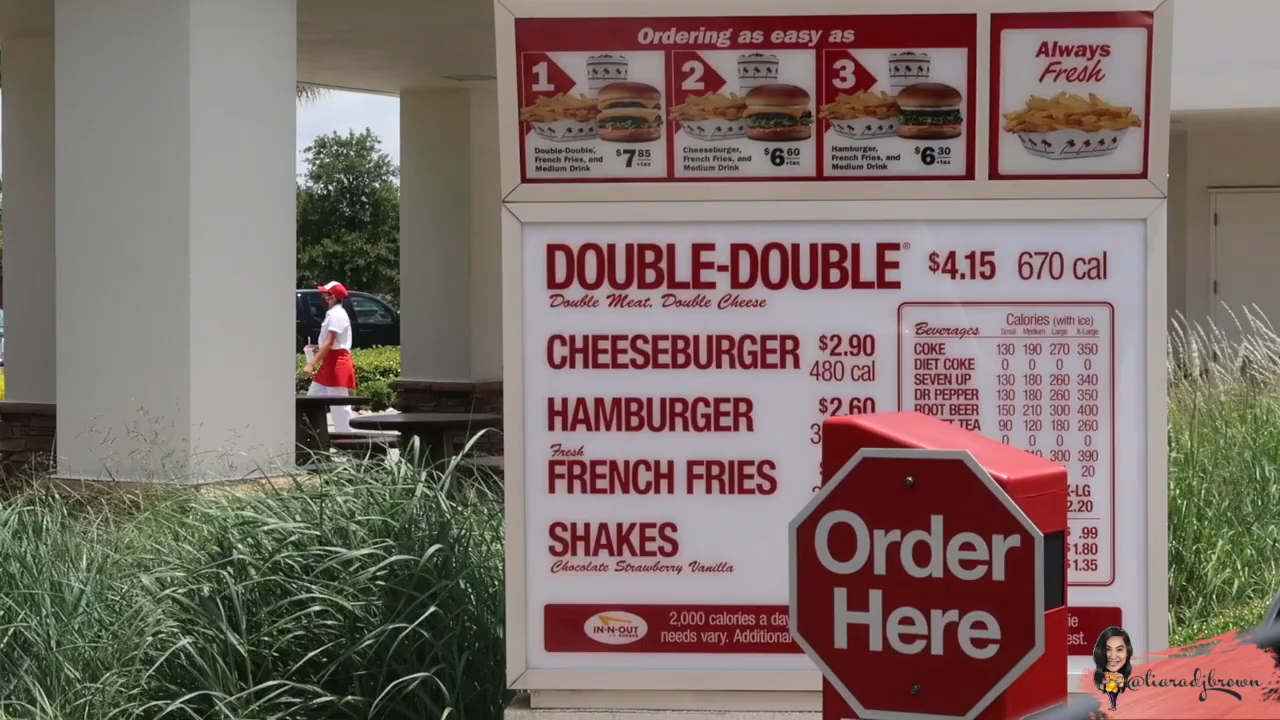 Ordering as easy as
1
Double-Double,
French Fries, and
Medium Drink
$7 85
+tax
2
Cheeseburger,
French Fries, and
Medium Drink
$6 60
+tax
3
Hamburger,
French Fries, and
Medium Drink
$6 30
+tax
Always
Fresh
DOUBLE-DOUBLE® $4.15 670 cal
Double Meat, Double Cheese
CHEESEBURGER $2.90
480 cal
HAMBURGER $2.60
Fresh
FRENCH FRIES
SHAKES
Chocolate Strawberry Vanilla
Calories (with ice)
Beverages Small Medium Large X-Large
COKE 130 190 270 350
DIET COKE 0 0 0 0
SEVEN UP 130 180 260 340
DR PEPPER 130 180 260 350
ROOT BEER 150 210 300 400
TEA 90 120 180 260
0 0 0 0
300 390
20
X-LG
2.20
.99
$1.80
$1.35
IN-N-OUT
BURGER
2,000 calories a day
needs vary. Additional
est.
Order
Here
@liaradjbrown